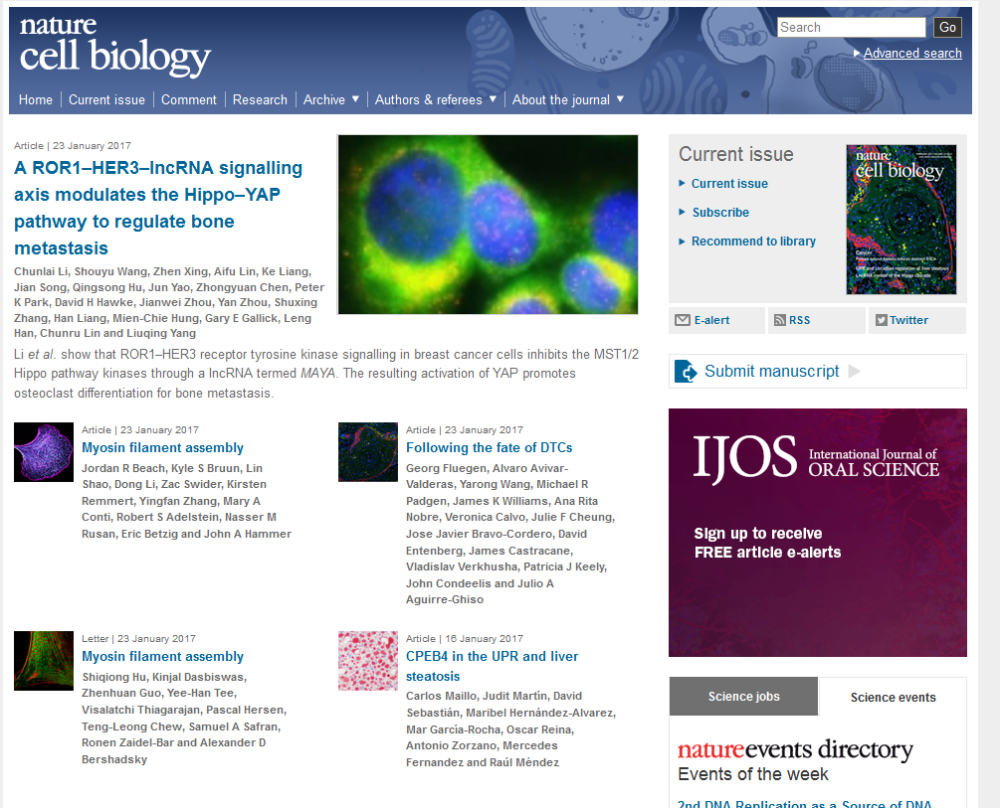 nature
cell biology
Search
Go
Advanced search
Home
Current issue
Comment
Research
Archive
Authors & referees
About the journal
Article | 23 January 2017
A ROR1–HER3–lncRNA signalling
axis modulates the Hippo–YAP
pathway to regulate bone
metastasis
Chunlai Li, Shouyu Wang, Zhen Xing, Aifu Lin, Ke Liang,
Jian Song, Qingsong Hu, Jun Yao, Zhongyuan Chen, Peter
K Park, David H Hawke, Jianwei Zhou, Yan Zhou, Shuxing
Zhang, Han Liang, Mien-Chie Hung, Gary E Gallick, Leng
Han, Chunru Lin and Liuqing Yang
Li et al. show that ROR1–HER3 receptor tyrosine kinase signalling in breast cancer cells inhibits the MST1/2
Hippo pathway kinases through a lncRNA termed MAYA. The resulting activation of YAP promotes
osteoclast differentiation for bone metastasis.
Article | 23 January 2017
Myosin filament assembly
Jordan R Beach, Kyle S Bruun, Lin
Shao, Dong Li, Zac Swider, Kirsten
Remmert, Yingfan Zhang, Mary A
Conti, Robert S Adelstein, Nasser M
Rusan, Eric Betzig and John A Hammer
Article | 23 January 2017
Following the fate of DTCs
Georg Fluegen, Alvaro Avivar-
Valderas, Yarong Wang, Michael R
Padgen, James K Williams, Ana Rita
Nobre, Veronica Calvo, Julie F Cheung,
Jose Javier Bravo-Cordero, David
Entenberg, James Castracane,
Vladislav Verkhusha, Patricia J Keely,
John Condeelis and Julio A
Aguirre-Ghiso
Letter | 23 January 2017
Myosin filament assembly
Shiqiong Hu, Kinjal Dasbiswas,
Zhenhuan Guo, Yee-Han Tee,
Visalatchi Thiagarajan, Pascal Hersen,
Teng-Leong Chew, Samuel A Safran,
Ronen Zaidel-Bar and Alexander D
Bershadsky
Article | 16 January 2017
CPEB4 in the UPR and liver
steatosis
Carlos Maillo, Judit Martín, David
Sebastián, Maribel Hernández-Alvarez,
Mar García-Rocha, Oscar Reina,
Antonio Zorzano, Mercedes
Fernandez and Raúl Méndez
Current issue
Current issue
Subscribe
Recommend to library
nature
cell biology
Cancer
UPR and circadian regulation of liver steatosis
LncRNA control of the Hippo cascade
E-alert
RSS
Twitter
Submit manuscript
IJOS International Journal of
ORAL SCIENCE
Sign up to receive
FREE article e-alerts
Science jobs
Science events
natureevents directory
Events of the week
2nd DNA Replication as a Source of DNA